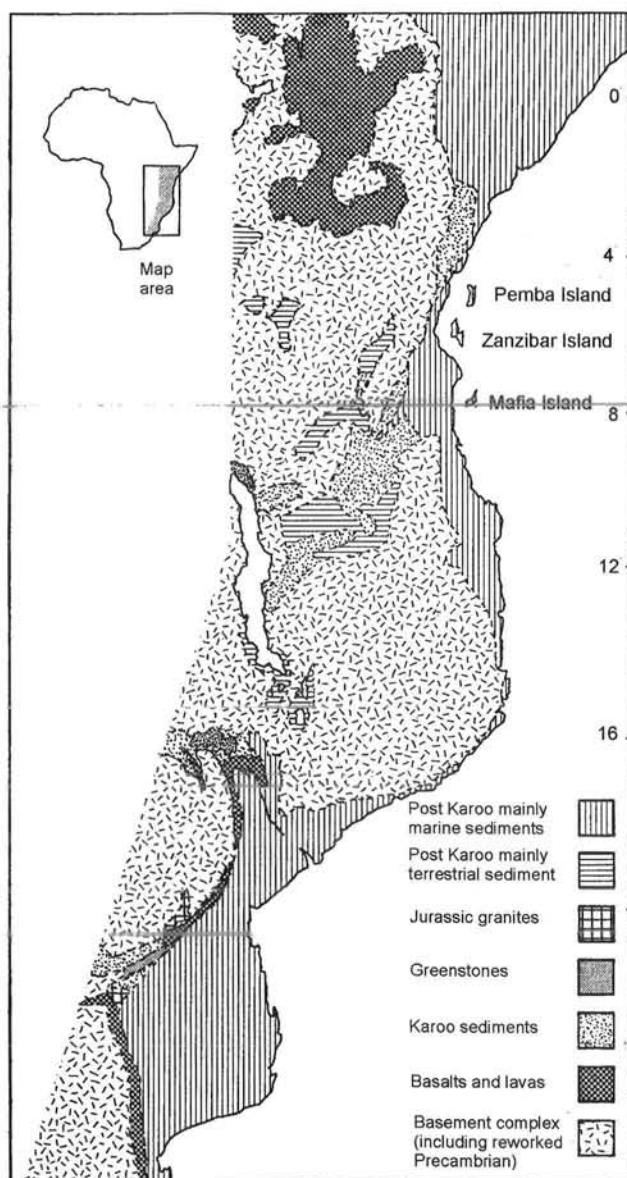 0
Map
area
4
Pemba Island
Zanzibar Island
Mafia Island
8
12
16
Post Karoo mainly
marine sediments
Post Karoo mainly
terrestrial sediment
Jurassic granites
Greenstones
Karoo sediments
Basalts and lavas
Basement complex
(including reworked
Precambrian)